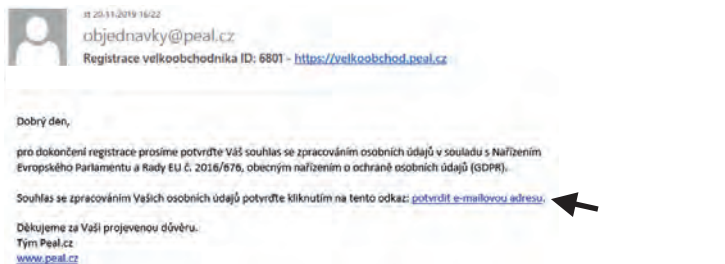 st 20-11-2019 16:22
objednavky@peal.cz
Registrace velkoobchodníka ID: 6801 - https://velkoobchod.peal.cz
Dobrý den,
pro dokončení registrace prosíme potvrďte Váš souhlas se zpracováním osobních údajů v souladu s Nařízením
Evropského Parlamentu a Rady EU č. 2016/676, obecným nařízením o ochraně osobních údajů (GDPR).
Souhlas se zpracováním Vašich osobních údajů potvrďte kliknutím na tento odkaz: potvrdit e-mailovou adresu.
Děkujeme za Vaši projevenou důvěru.
Tým Peal.cz
www.peal.cz